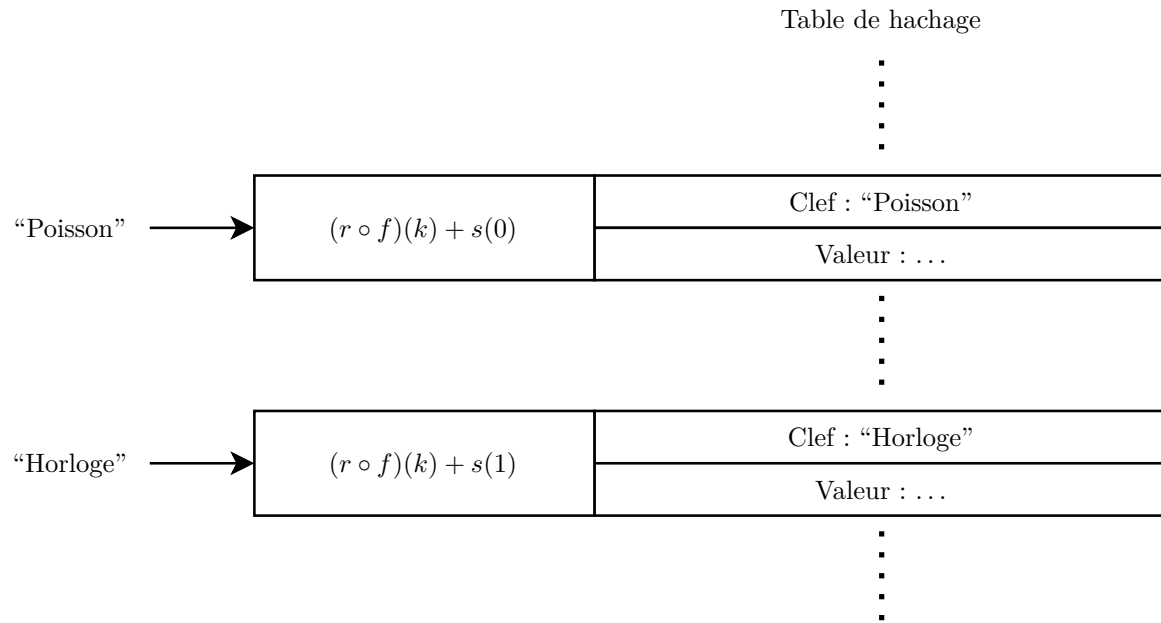 Table de hachage
“Poisson”
(r ∘ f)(k) + s(0)
Clef : “Poisson”
Valeur : . . .
“Horloge”
(r ∘ f)(k) + s(1)
Clef : “Horloge”
Valeur : . . .